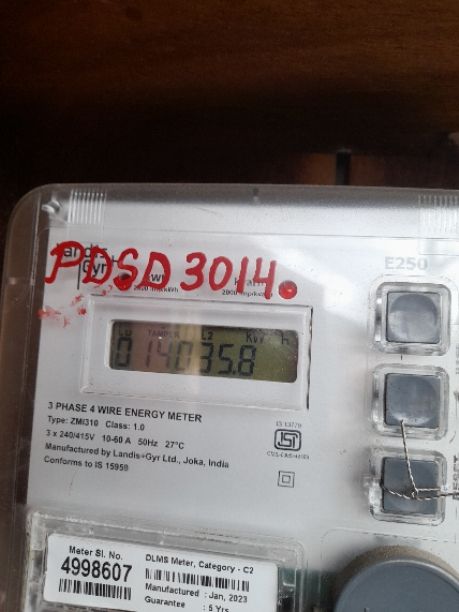 PDSD 3014.
E250
014035.8
3 PHASE 4 WIRE ENERGY METER
Type: ZMI310 Class: 1.0
3 x 240/415V 10-60 A 50Hz 27°C
Manufactured by Landis+Gyr Ltd., Joka, India
Conforms to IS 15959
Meter Sl. No.
4998607
DLMS Meter, Category - C2
Manufactured : Jan, 2023
Guarantee : 5 Yrs